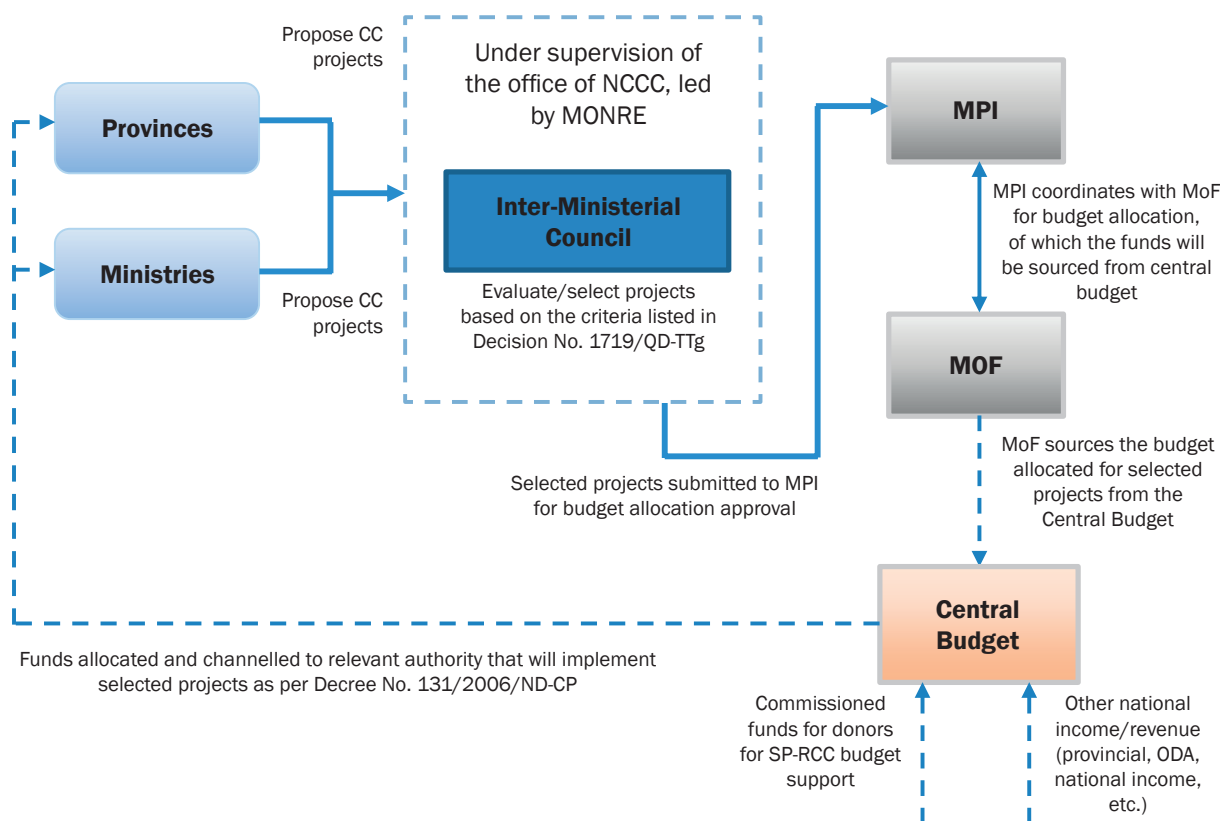 Propose CC
projects
Provinces
Ministries
Propose CC
projects
Under supervision of
the office of NCCC, led
by MONRE
Inter-Ministerial
Council
Evaluate/select projects
based on the criteria listed in
Decision No. 1719/QD-TTg
Selected projects submitted to MPI
for budget allocation approval
MPI
MPI coordinates with MoF
for budget allocation,
of which the funds will
be sourced from central
budget
MOF
MoF sources the budget
allocated for selected
projects from the
Central Budget
Central
Budget
Funds allocated and channelled to relevant authority that will implement
selected projects as per Decree No. 131/2006/ND-CP
Commissioned
funds for donors
for SP-RCC budget
support
Other national
income/revenue
(provincial, ODA,
national income,
etc.)